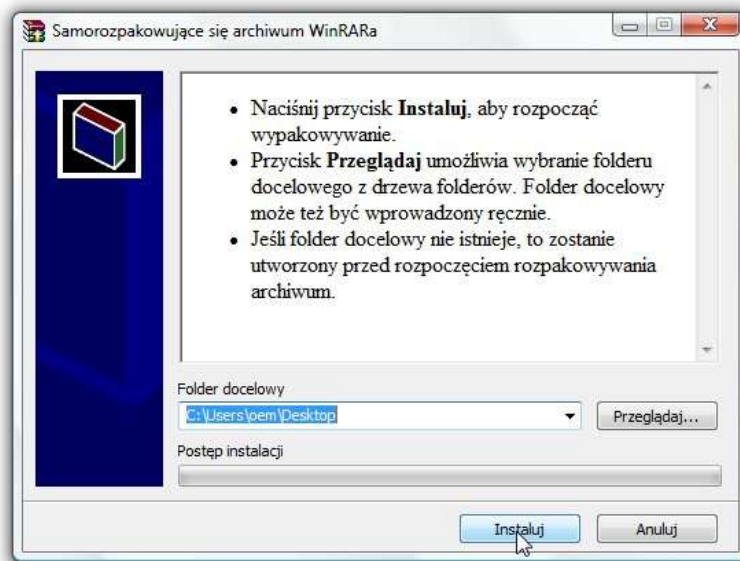 Samorozpakowujące się archiwum WinRARa
• Naciśnij przycisk Instaluj, aby rozpocząć
wypakowywanie.
• Przycisk Przeglądaj umożliwia wybranie folderu
docelowego z drzewa folderów. Folder docelowy
może też być wprowadzony ręcznie.
• Jeśli folder docelowy nie istnieje, to zostanie
utworzony przed rozpoczęciem rozpakowywania
archiwum.
Folder docelowy
C:\Users\oem\Desktop
Przeglądaj...
Postęp instalacji
Instaluj
Anuluj